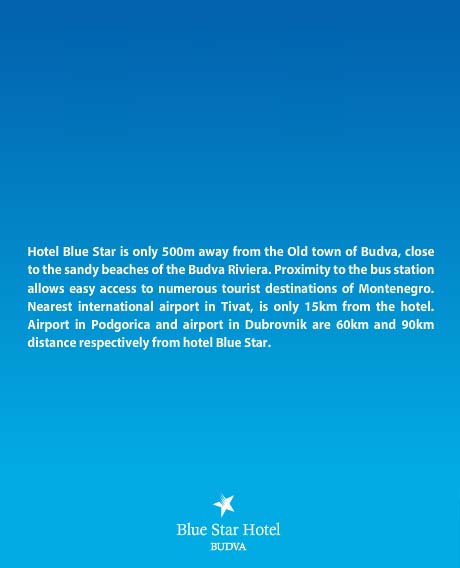 Hotel Blue Star is only 500m away from the Old town of Budva, close
to the sandy beaches of the Budva Riviera. Proximity to the bus station
allows easy access to numerous tourist destinations of Montenegro.
Nearest international airport in Tivat, is only 15km from the hotel.
Airport in Podgorica and airport in Dubrovnik are 60km and 90km
distance respectively from hotel Blue Star.
Blue Star Hotel
BUDVA